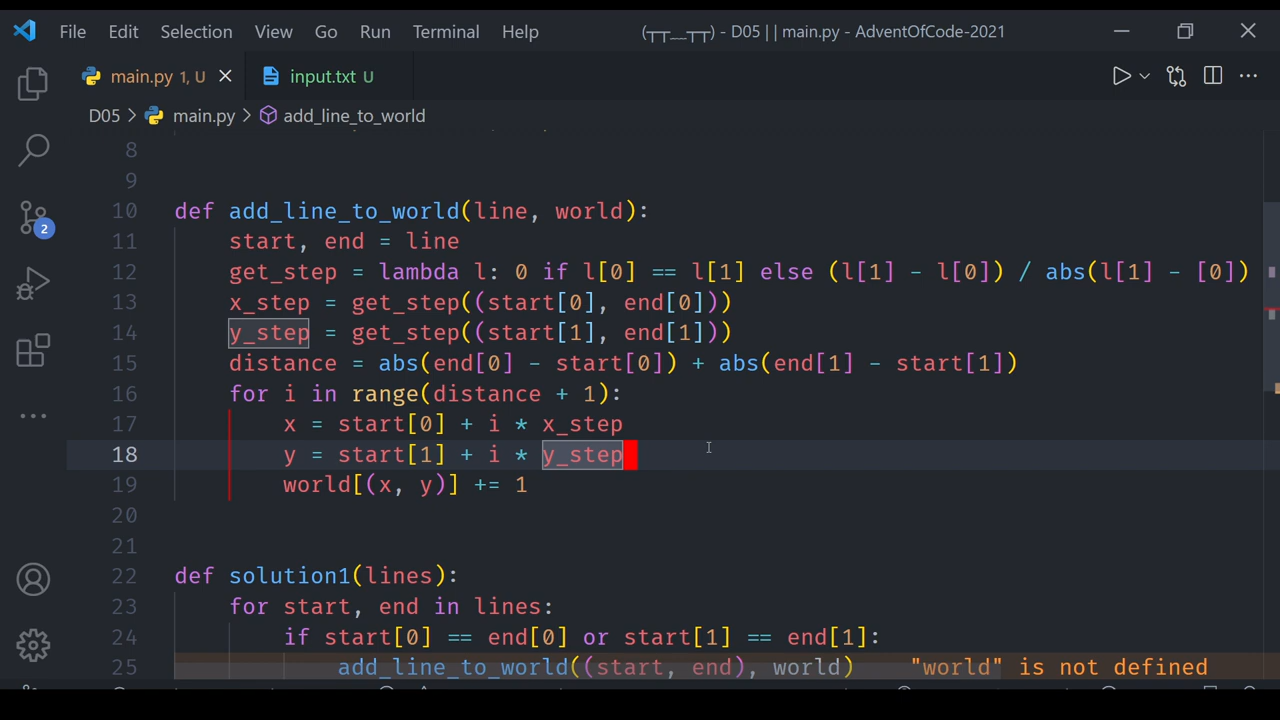 File Edit Selection View Go Run Terminal Help (┬┬﹏┬┬) - D05 | | main.py - AdventOfCode-2021
main.py 1, U input.txt U
D05 > main.py > add_line_to_world
8
9
10 def add_line_to_world(line, world):
11 start, end = line
12 get_step = lambda l: 0 if l[0] == l[1] else (l[1] - l[0]) / abs(l[1] - [0])
13 x_step = get_step((start[0], end[0]))
14 y_step = get_step((start[1], end[1]))
15 distance = abs(end[0] - start[0]) + abs(end[1] - start[1])
16 for i in range(distance + 1):
17 x = start[0] + i * x_step
2
18 y = start[1] + i * y_step
19 world[(x, y)] += 1
20
21
22 def solution1(lines):
23 for start, end in lines:
24 if start[0] == end[0] or start[1] == end[1]:
25 add_line_to_world((start, end), world) "world" is not defined